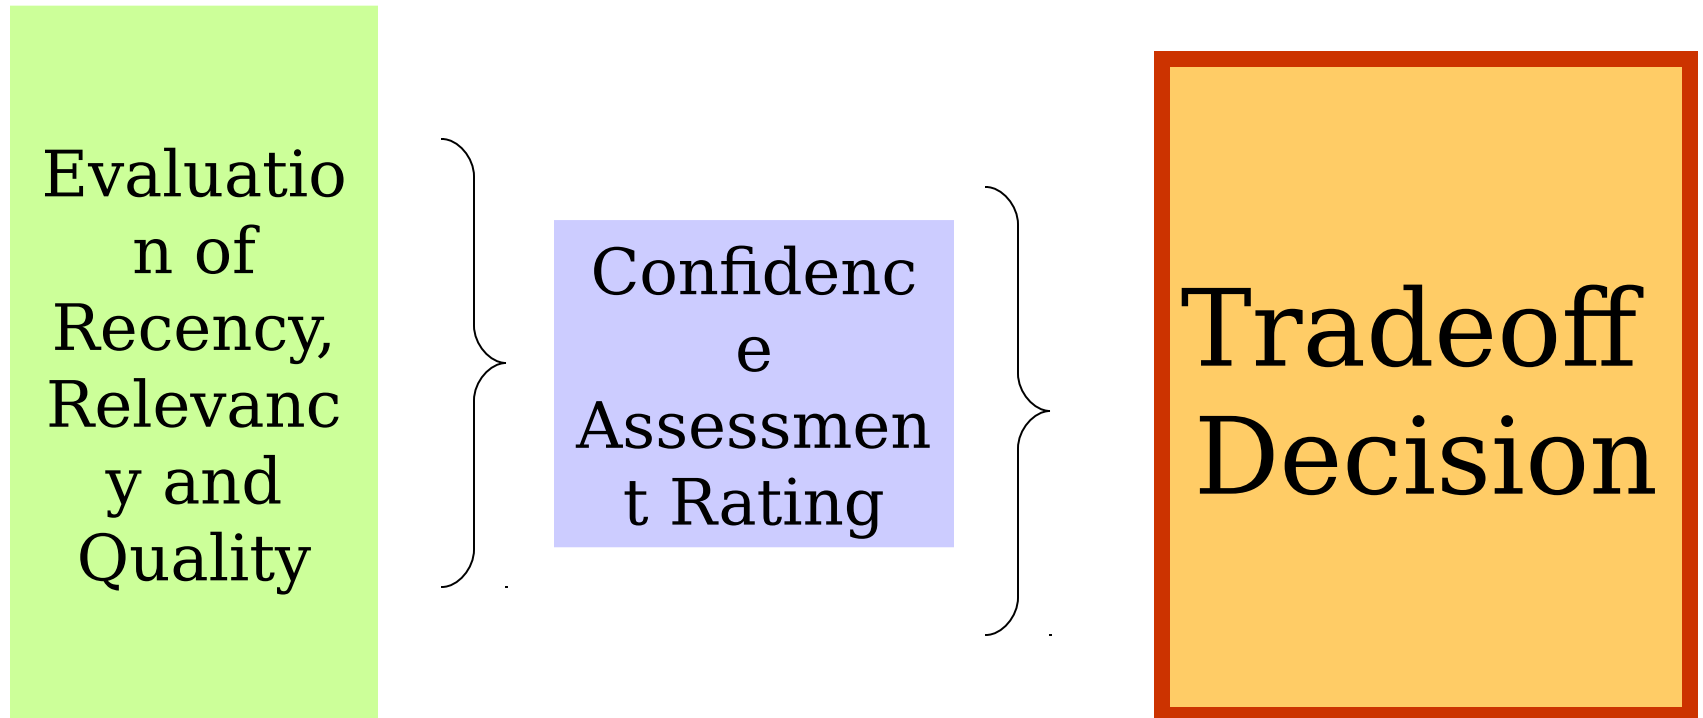 Evaluatio
n of
Recency,
Relevanc
y and
Quality
Confidenc
e
Assessmen
t Rating
Tradeoff
Decision